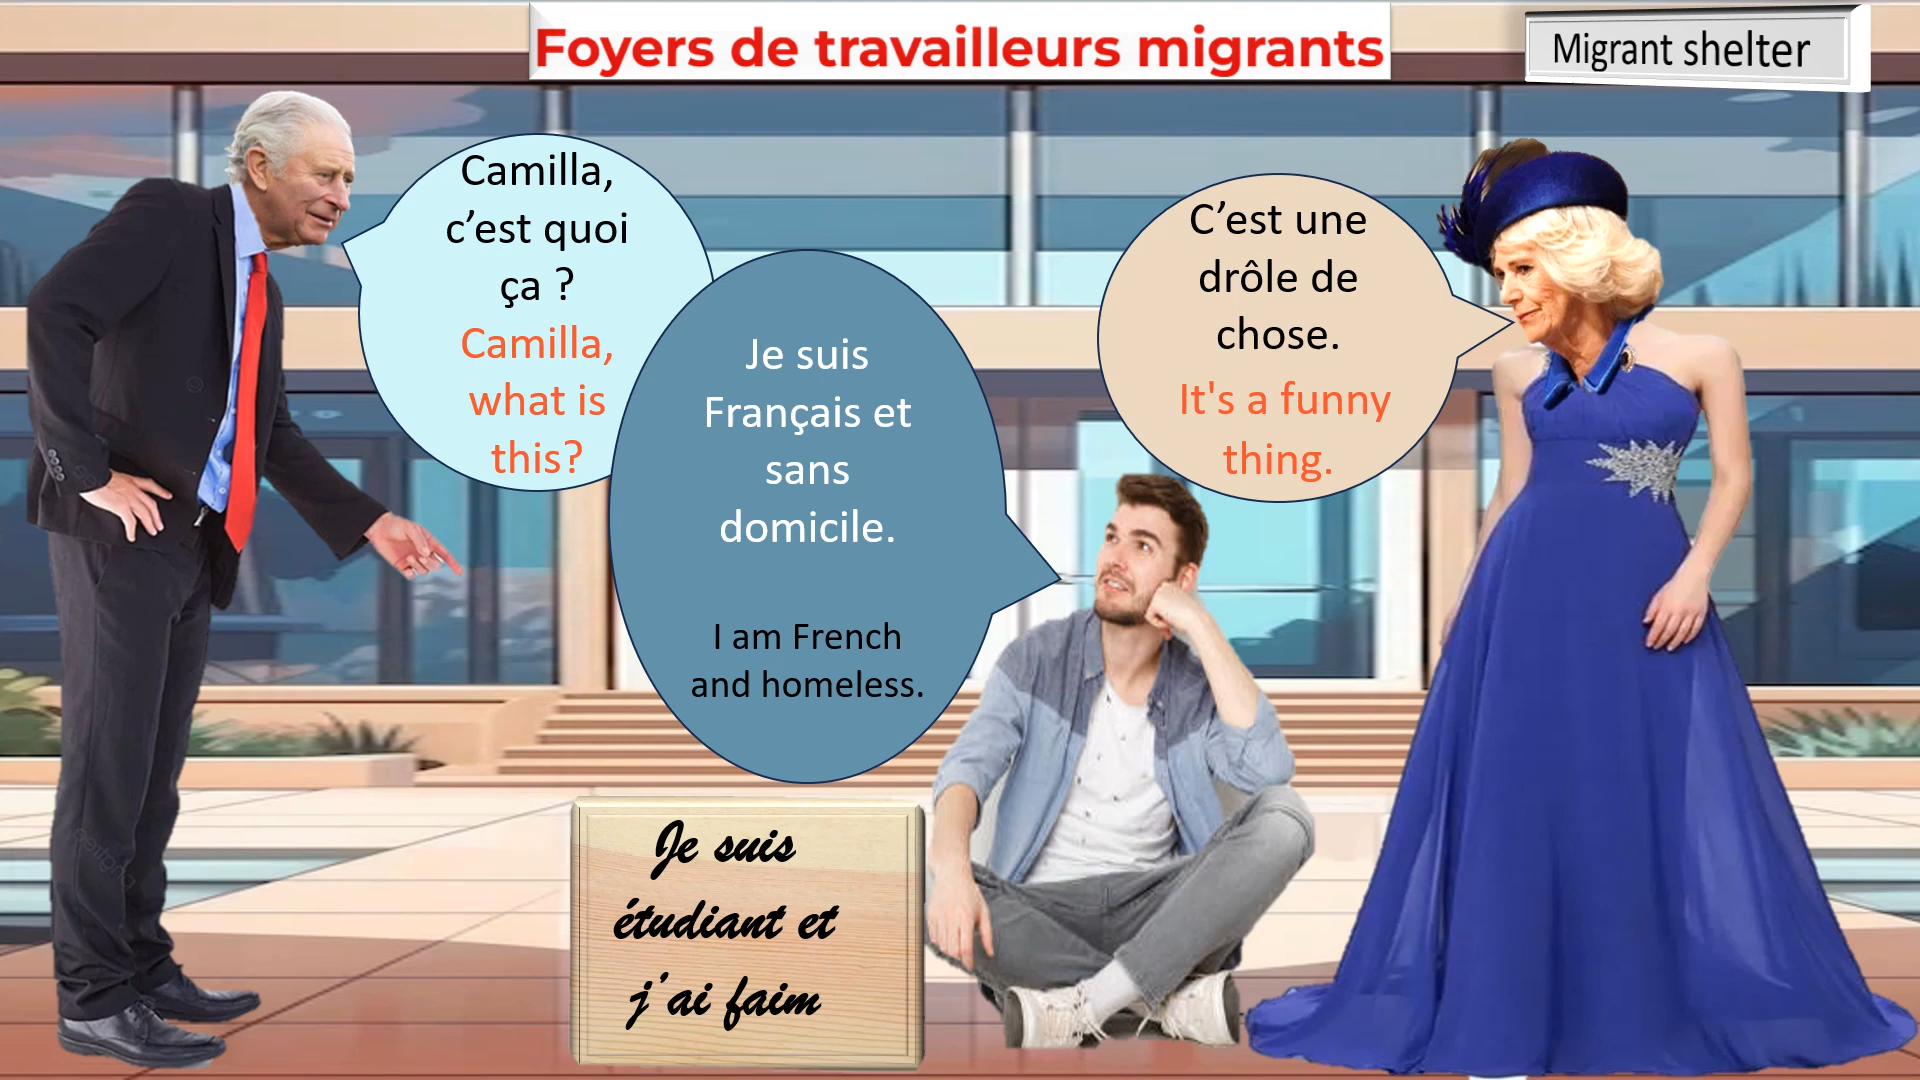 Foyers de travailleurs migrants
Migrant shelter
Camilla,
c’est quoi
ça ?
Camilla,
what is
this?
Je suis
Français et
sans
domicile.
I am French
and homeless.
C’est une
drôle de
chose.
It's a funny
thing.
Je suis
étudiant et
j’ai faim